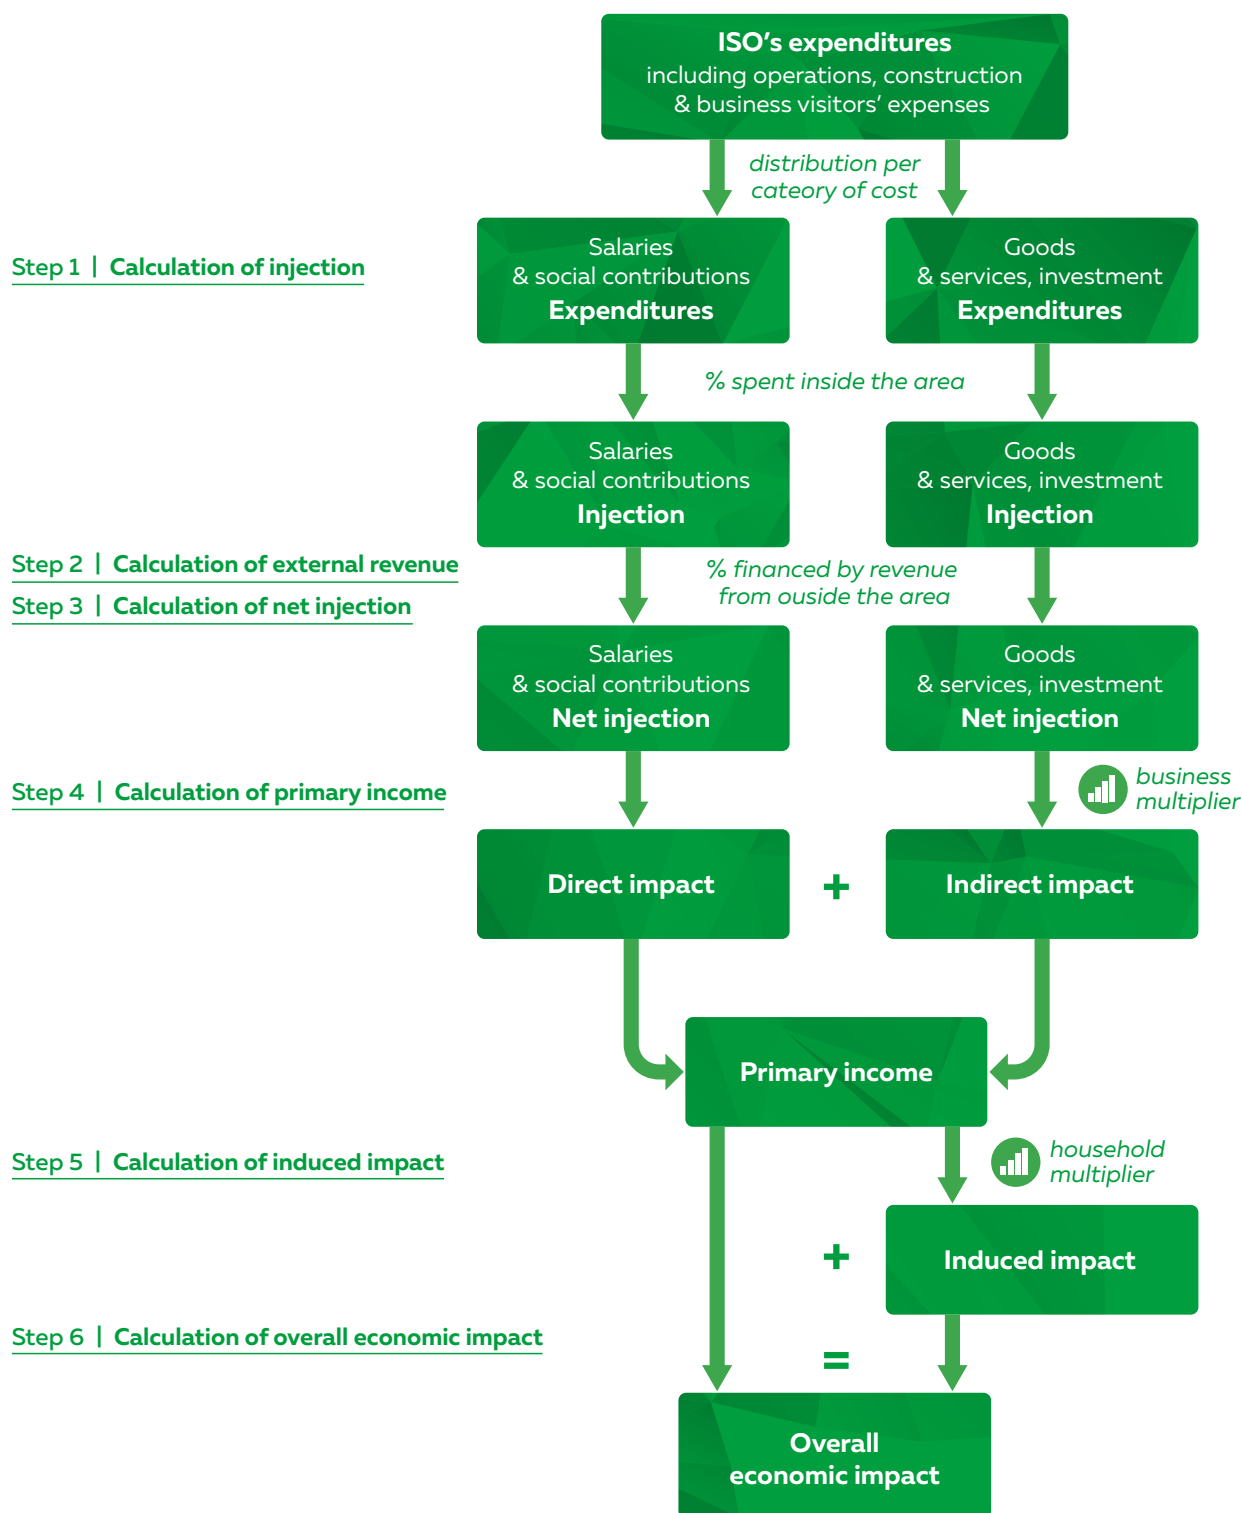 ISO's expenditures
including operations, construction
& business visitors' expenses
distribution per
cateory of cost
Step 1 | Calculation of injection
Salaries
& social contributions
Expenditures
Goods
& services, investment
Expenditures
% spent inside the area
Salaries
& social contributions
Injection
Goods
& services, investment
Injection
Step 2 | Calculation of external revenue
Step 3 | Calculation of net injection
% financed by revenue
from ouside the area
Salaries
& social contributions
Net injection
Goods
& services, investment
Net injection
Step 4 | Calculation of primary income
business
multiplier
Direct impact
+
Indirect impact
Primary income
Step 5 | Calculation of induced impact
household
multiplier
+
Induced impact
Step 6 | Calculation of overall economic impact
=
Overall
economic impact